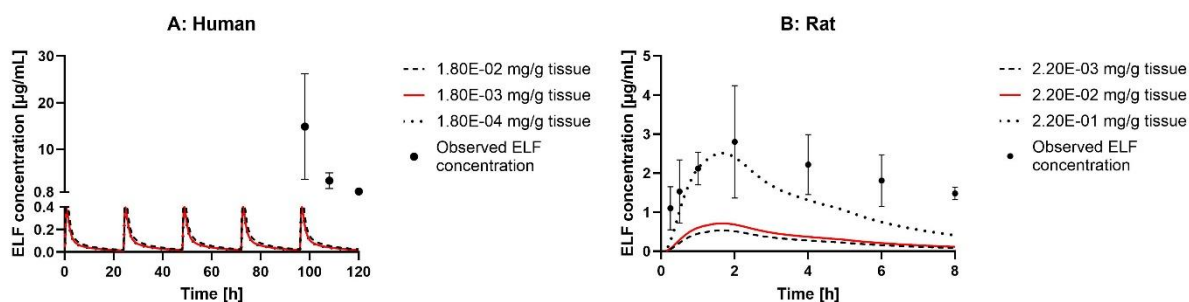 A: Human
ELF concentration [µg/mL]
30
20
10
0.8
0.4
0.2
0.0
0 20 40 60 80 100 120
Time [h]
1.80E-02 mg/g tissue
1.80E-03 mg/g tissue
1.80E-04 mg/g tissue
Observed ELF
concentration
B: Rat
ELF concentration [µg/mL]
5
4
3
2
1
0
0 2 4 6 8
Time [h]
2.20E-03 mg/g tissue
2.20E-02 mg/g tissue
2.20E-01 mg/g tissue
Observed ELF
concentration